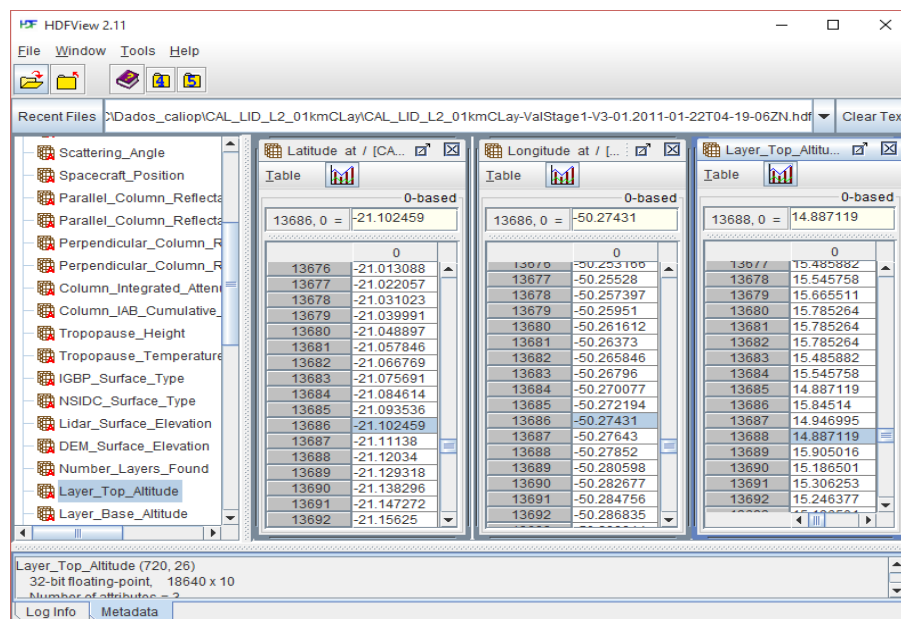 HDFView 2.11
File Window Tools Help
Recent Files C:\Dados_caliop\CAL_LID_L2_01kmCLay\CAL_LID_L2_01kmCLay-ValStage1-V3-01.2011-01-22T04-19-06ZN.hdf Clear Tex
Scattering_Angle
Spacecraft_Position
Parallel_Column_Reflecta
Parallel_Column_Reflecta
Perpendicular_Column_R
Perpendicular_Column_R
Column_Integrated_Atten
Column_IAB_Cumulative_
Tropopause_Height
Tropopause_Temperature
IGBP_Surface_Type
NSIDC_Surface_Type
Lidar_Surface_Elevation
DEM_Surface_Elevation
Number_Layers_Found
Layer_Top_Altitude
Layer_Base_Altitude
Latitude at / [CA...
Table
0-based
13686, 0 = -21.102459
0
13676 -21.013088
13677 -21.022057
13678 -21.031023
13679 -21.039991
13680 -21.048897
13681 -21.057846
13682 -21.066769
13683 -21.075691
13684 -21.084614
13685 -21.093536
13686 -21.102459
13687 -21.11138
13688 -21.12034
13689 -21.129318
13690 -21.138296
13691 -21.147272
13692 -21.15625
Longitude at / [...
Table
0-based
13686, 0 = -50.27431
0
13676 -50.253166
13677 -50.25528
13678 -50.257397
13679 -50.25951
13680 -50.261612
13681 -50.26373
13682 -50.265846
13683 -50.26796
13684 -50.270077
13685 -50.272194
13686 -50.27431
13687 -50.27643
13688 -50.27852
13689 -50.280598
13690 -50.282677
13691 -50.284756
13692 -50.286835
Layer_Top_Altitu...
Table
0-based
13688, 0 = 14.887119
0
13677 15.485882
13678 15.545758
13679 15.665511
13680 15.785264
13681 15.785264
13682 15.785264
13683 15.485882
13684 15.545758
13685 14.887119
13686 15.84514
13687 14.946995
13688 14.887119
13689 15.905016
13690 15.186501
13691 15.306253
13692 15.246377
Layer_Top_Altitude (720, 26)
32-bit floating-point, 18640 x 10
Number of attributes = 3
Log Info Metadata